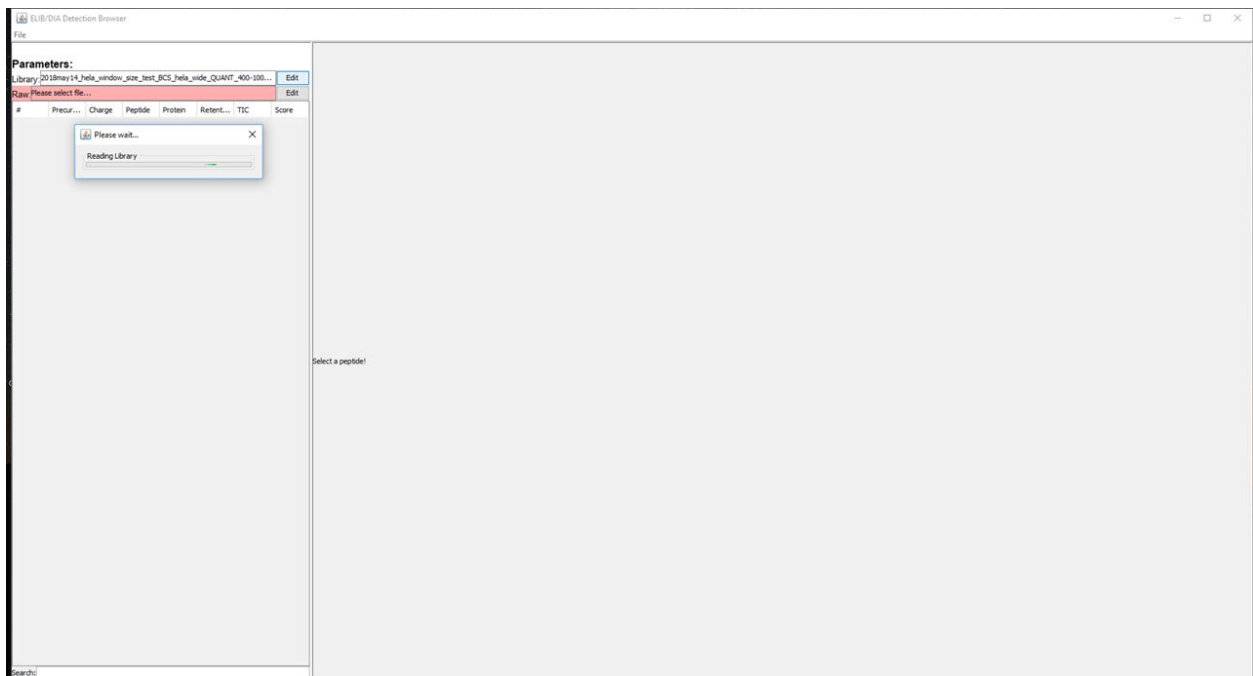 ELIB/DIA Detection Browser
File
Parameters:
Library: 2018may14_hela_window_size_test_BCS_hela_wide_QUANT_400-100... Edit
Raw Please select file... Edit
# Precur... Charge Peptide Protein Retent... TIC Score
Please wait...
Reading Library
Select a peptide!
Search: